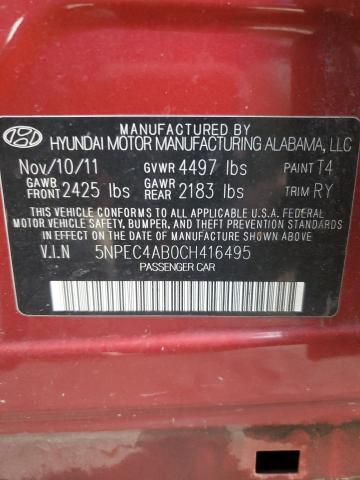 MANUFACTURED BY
HYUNDAI MOTOR MANUFACTURING ALABAMA, LLC
Nov/10/11 GVWR 4497 lbs PAINT T4
GAWR FRONT 2425 lbs GAWR REAR 2183 lbs TRIM RY
THIS VEHICLE CONFORMS TO ALL APPLICABLE U.S.A. FEDERAL
MOTOR VEHICLE SAFETY, BUMPER, AND THEFT PREVENTION STANDARDS
IN EFFECT ON THE DATE OF MANUFACTURE SHOWN ABOVE.
V.I.N 5NPEC4AB0CH416495
PASSENGER CAR